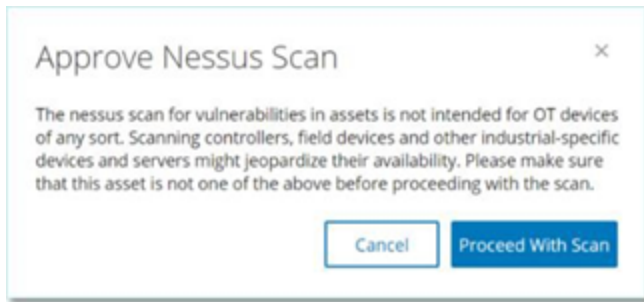 Approve Nessus Scan ×
The nessus scan for vulnerabilities in assets is not intended for OT devices
of any sort. Scanning controllers, field devices and other industrial-specific
devices and servers might jeopardize their availability. Please make sure
that this asset is not one of the above before proceeding with the scan.
Cancel Proceed With Scan